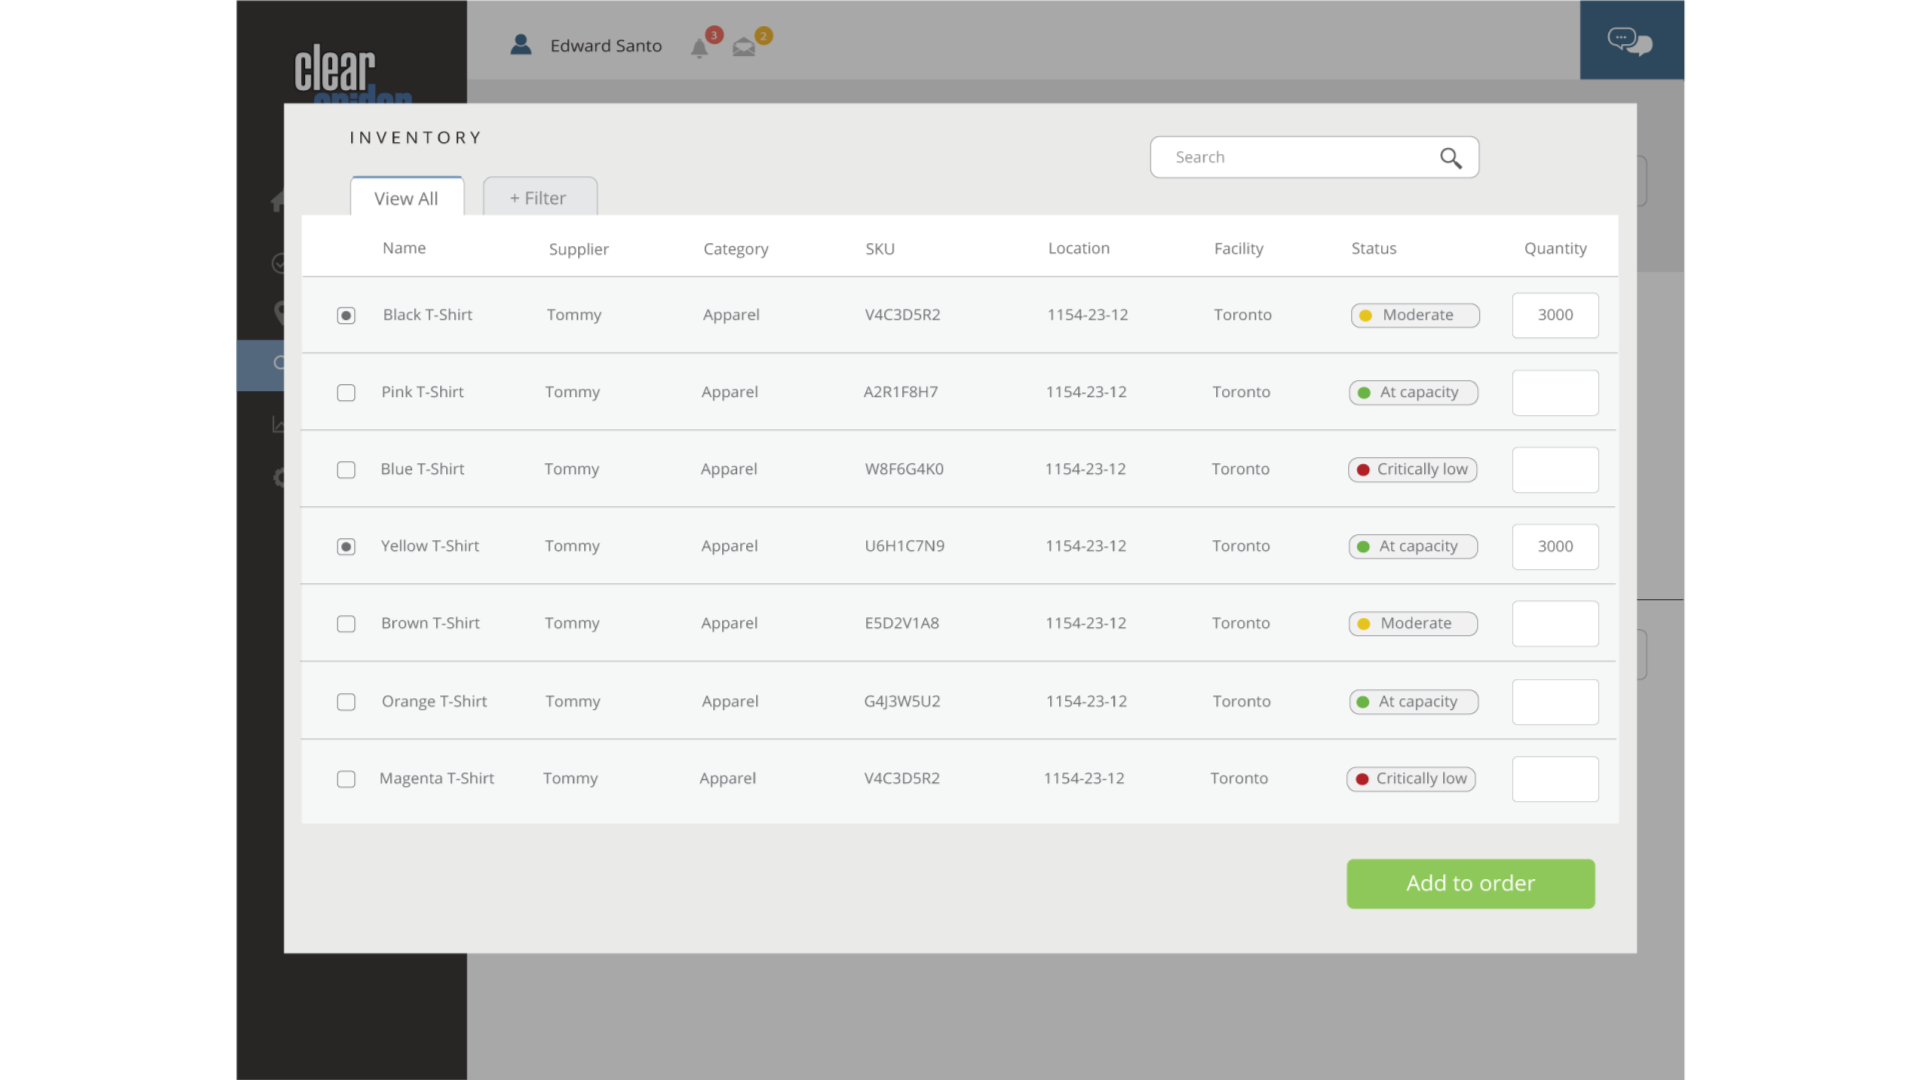 clear
Edward Santo 3 2
INVENTORY
Search
View All + Filter
Name Supplier Category SKU Location Facility Status Quantity
Black T-Shirt Tommy Apparel V4C3D5R2 1154-23-12 Toronto Moderate 3000
Pink T-Shirt Tommy Apparel A2R1F8H7 1154-23-12 Toronto At capacity
Blue T-Shirt Tommy Apparel W8F6G4K0 1154-23-12 Toronto Critically low
Yellow T-Shirt Tommy Apparel U6H1C7N9 1154-23-12 Toronto At capacity 3000
Brown T-Shirt Tommy Apparel E5D2V1A8 1154-23-12 Toronto Moderate
Orange T-Shirt Tommy Apparel G4J3W5U2 1154-23-12 Toronto At capacity
Magenta T-Shirt Tommy Apparel V4C3D5R2 1154-23-12 Toronto Critically low
Add to order